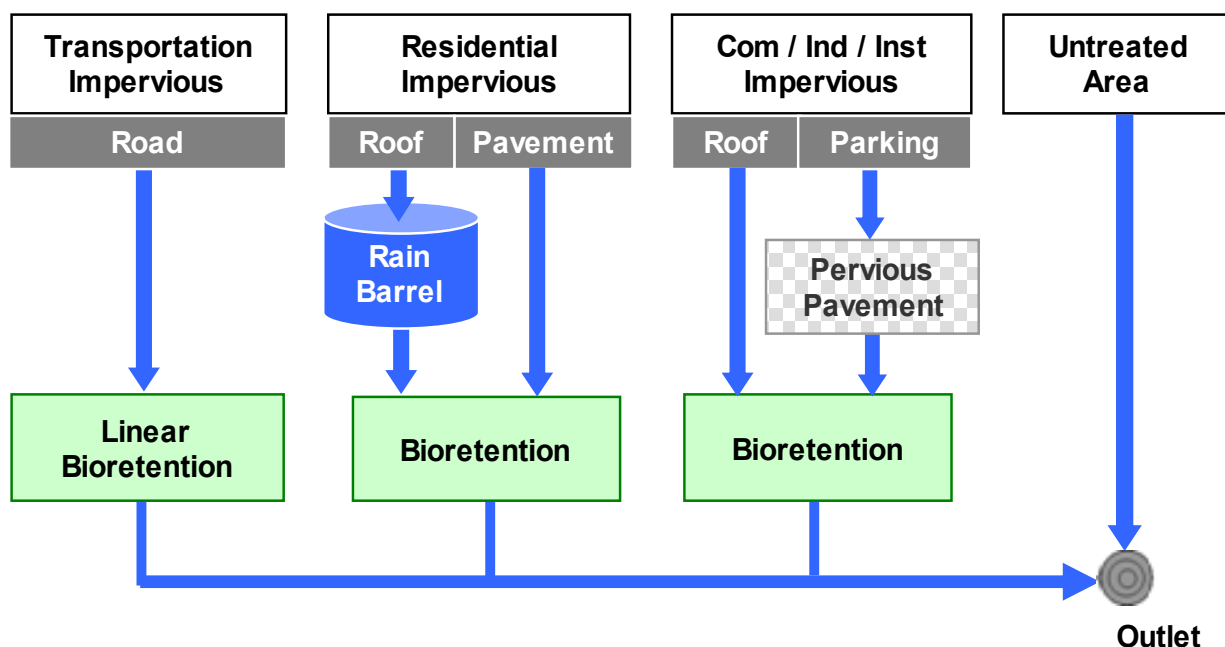 Transportation
Impervious
Residential
Impervious
Com / Ind / Inst
Impervious
Untreated
Area
Road
Roof
Pavement
Roof
Parking
Rain
Barrel
Pervious
Pavement
Linear
Bioretention
Bioretention
Bioretention
Outlet